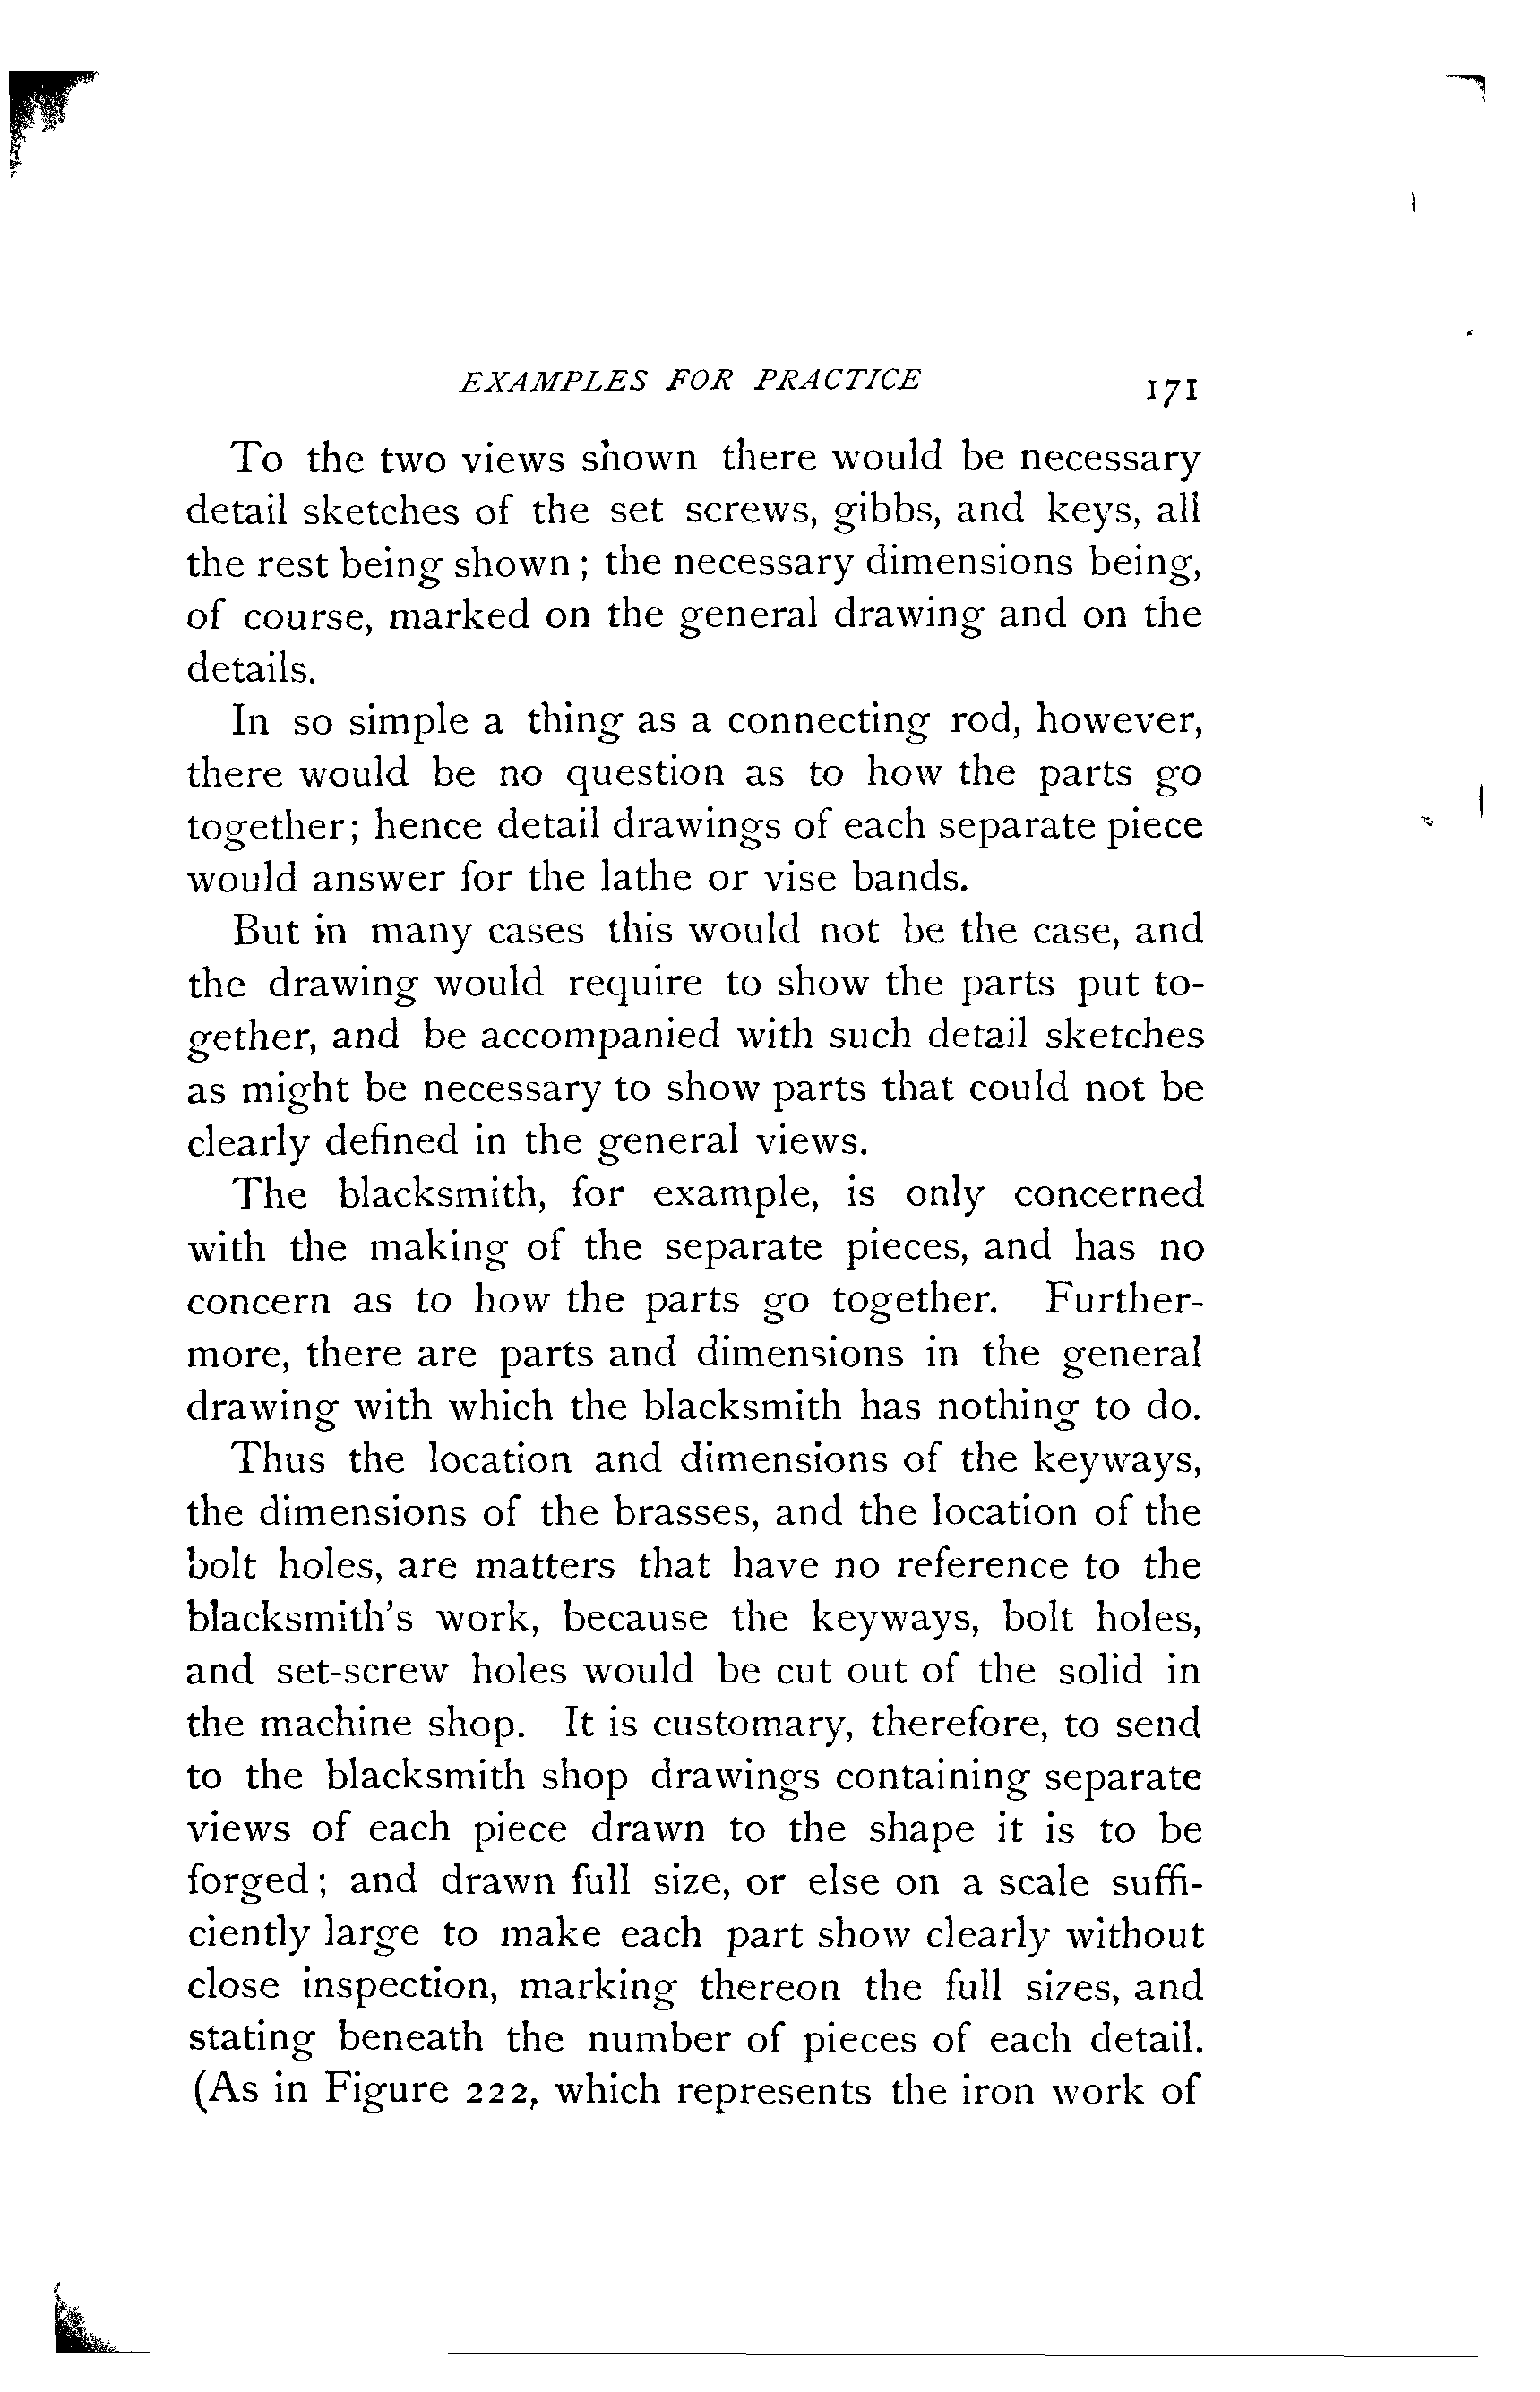 EXAMPLES FOR PRACTICE 171
To the two views shown there would be necessary
detail sketches of the set screws, gibbs, and keys, all
the rest being shown; the necessary dimensions being,
of course, marked on the general drawing and on the
details.
In so simple a thing as a connecting rod, however,
there would be no question as to how the parts go
together; hence detail drawings of each separate piece
would answer for the lathe or vise bands.
But in many cases this would not be the case, and
the drawing would require to show the parts put to-
gether, and be accompanied with such detail sketches
as might be necessary to show parts that could not be
clearly defined in the general views.
The blacksmith, for example, is only concerned
with the making of the separate pieces, and has no
concern as to how the parts go together. Further-
more, there are parts and dimensions in the general
drawing with which the blacksmith has nothing to do.
Thus the location and dimensions of the keyways,
the dimensions of the brasses, and the location of the
bolt holes, are matters that have no reference to the
blacksmith's work, because the keyways, bolt holes,
and set-screw holes would be cut out of the solid in
the machine shop. It is customary, therefore, to send
to the blacksmith shop drawings containing separate
views of each piece drawn to the shape it is to be
forged; and drawn full size, or else on a scale suffi-
ciently large to make each part show clearly without
close inspection, marking thereon the full sizes, and
stating beneath the number of pieces of each detail.
(As in Figure 222, which represents the iron work of